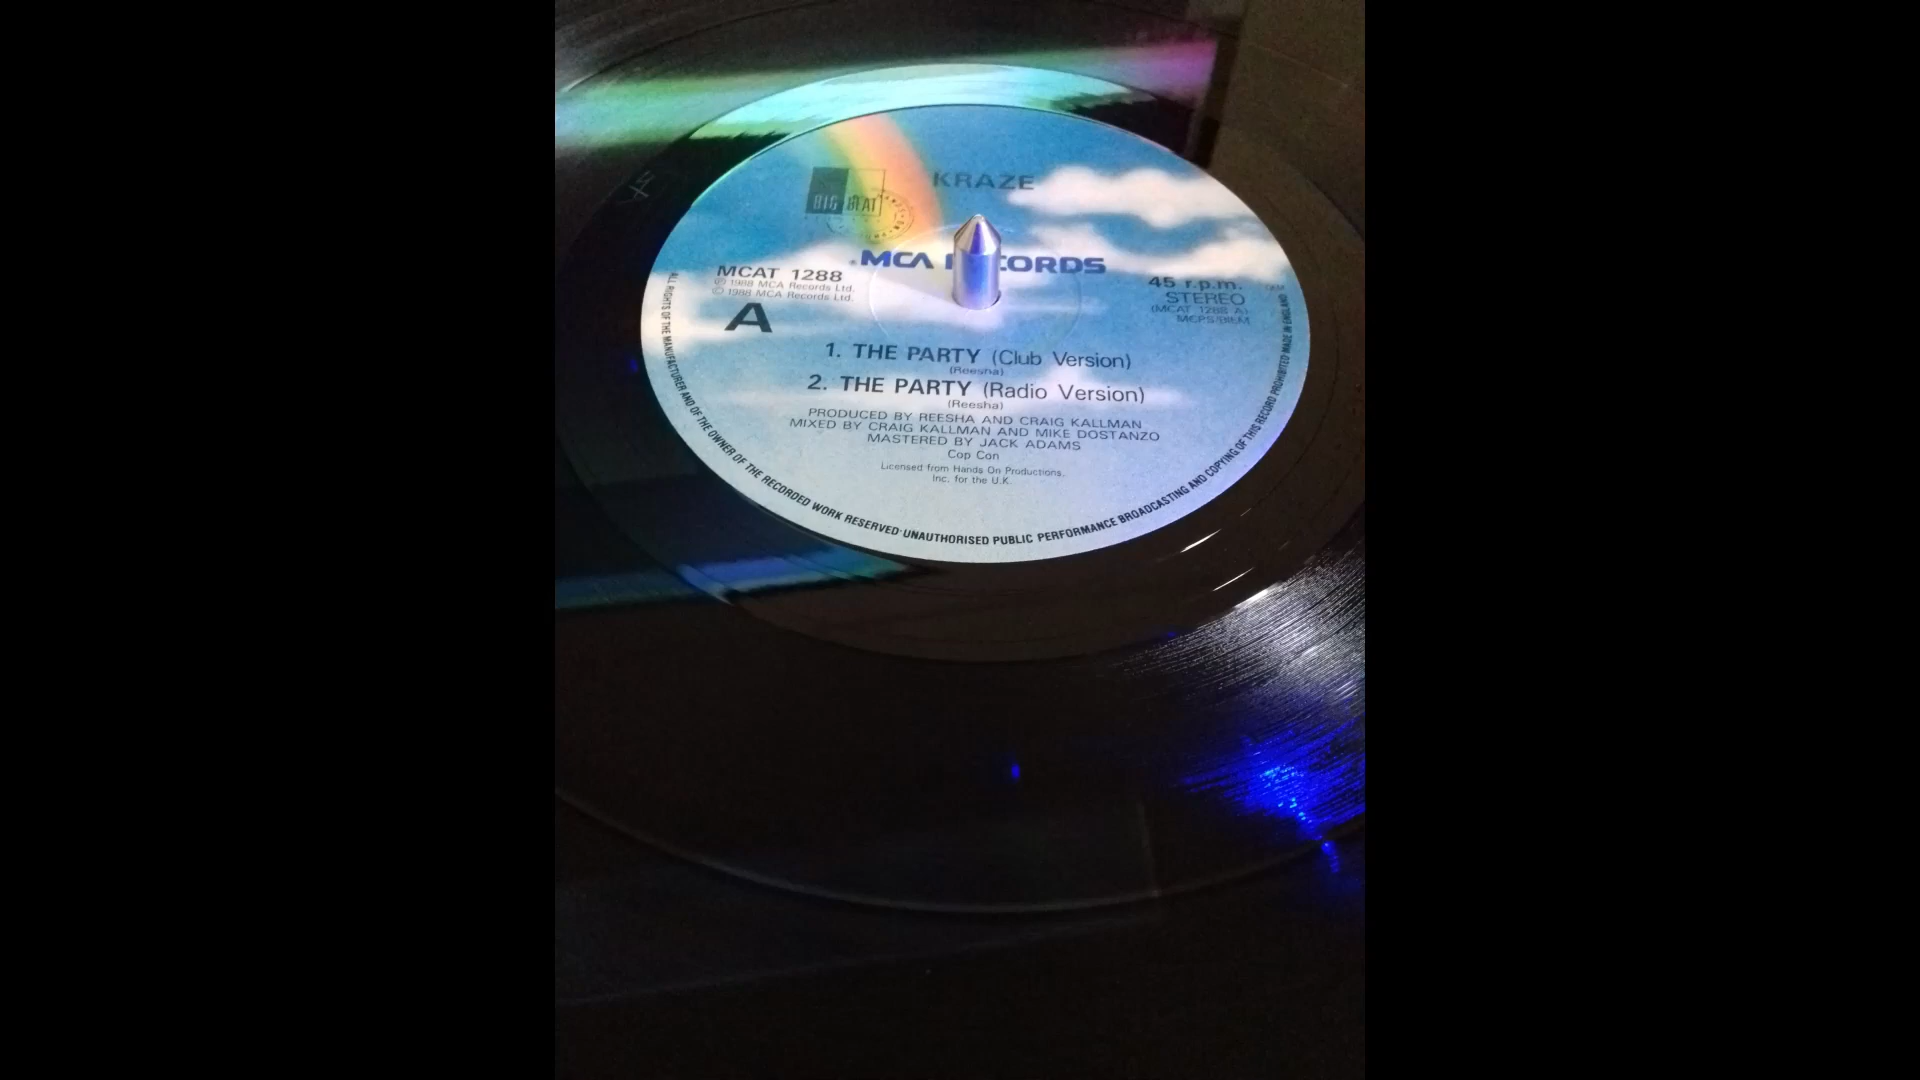 KRAZE
BIG BEAT
MCA RECORDS
MCAT 1288
℗ 1988 MCA Records Ltd.
© 1988 MCA Records Ltd.
A
45 r.p.m.
STEREO
(MCAT 1288 A)
MCPS/BIEM
1. THE PARTY (Club Version)
(Reesha)
2. THE PARTY (Radio Version)
(Reesha)
PRODUCED BY REESHA AND CRAIG KALLMAN
MIXED BY CRAIG KALLMAN AND MIKE DOSTANZO
MASTERED BY JACK ADAMS
Cop Con
Licensed from Hands On Productions,
Inc. for the U.K.
ALL RIGHTS OF THE MANUFACTURER AND OF THE OWNER OF THE RECORDED WORK RESERVED·UNAUTHORISED PUBLIC PERFORMANCE BROADCASTING AND COPYING OF THIS RECORD PROHIBITED·MADE IN ENGLAND